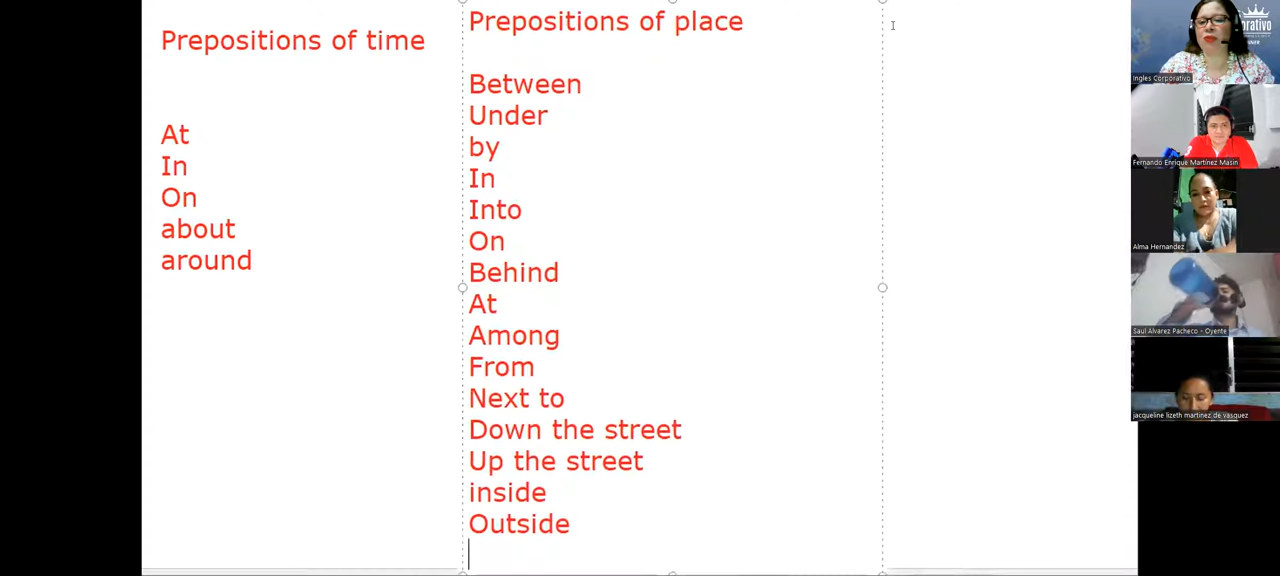 Prepositions of time
At
In
On
about
around
Prepositions of place
Between
Under
by
In
Into
On
Behind
At
Among
From
Next to
Down the street
Up the street
inside
Outside
Ingles Corporativo
Fernando Enrique Martínez Masin
Alma Hernandez
Saul Alvarez Pacheco - Oyente
jacqueline lizeth martinez de vasquez